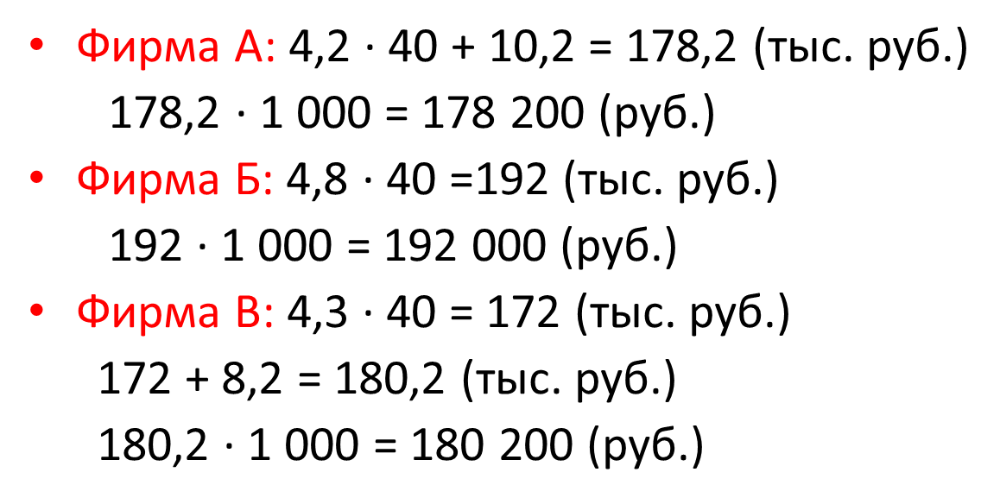 • Фирма А: 4,2 · 40 + 10,2 = 178,2 (тыс. руб.)
178,2 · 1 000 = 178 200 (руб.)
• Фирма Б: 4,8 · 40 =192 (тыс. руб.)
192 · 1 000 = 192 000 (руб.)
• Фирма В: 4,3 · 40 = 172 (тыс. руб.)
172 + 8,2 = 180,2 (тыс. руб.)
180,2 · 1 000 = 180 200 (руб.)